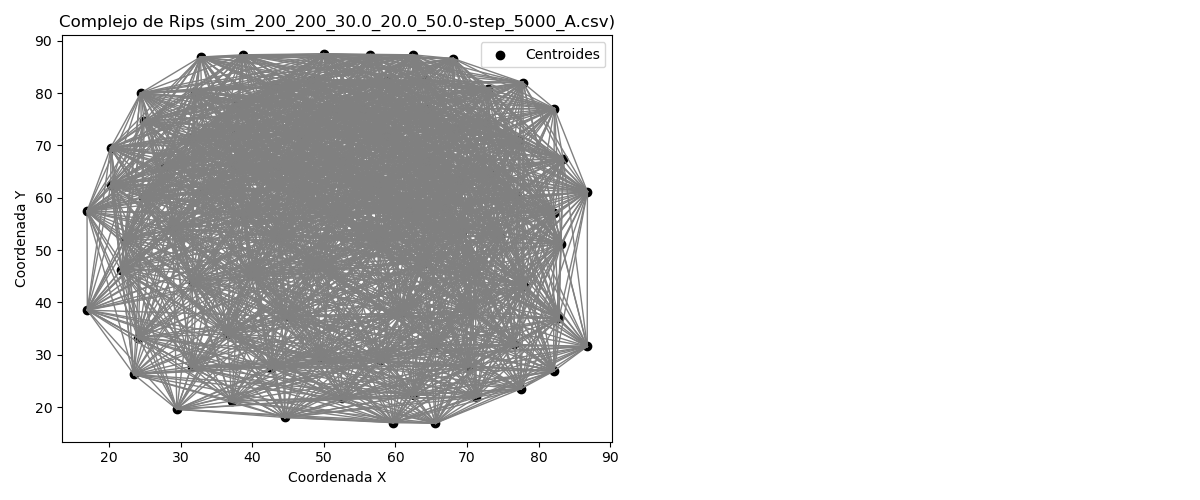 Complejo de Rips (sim_200_200_30.0_20.0_50.0-step_5000_A.csv)
Centroides
90
80
70
60
50
40
30
20
Coordenada Y
20 30 40 50 60 70 80 90
Coordenada X